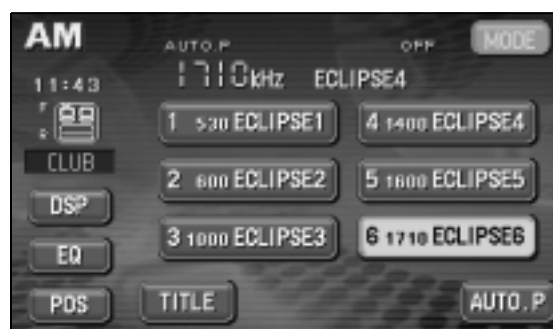 AM
AUTO.P OFF MODE
11:43 1710kHz ECLIPSE4
F
R
CLUB
DSP
EQ
POS
1 530 ECLIPSE1
2 600 ECLIPSE2
3 1000 ECLIPSE3
4 1400 ECLIPSE4
5 1600 ECLIPSE5
6 1710 ECLIPSE6
TITLE
AUTO.P